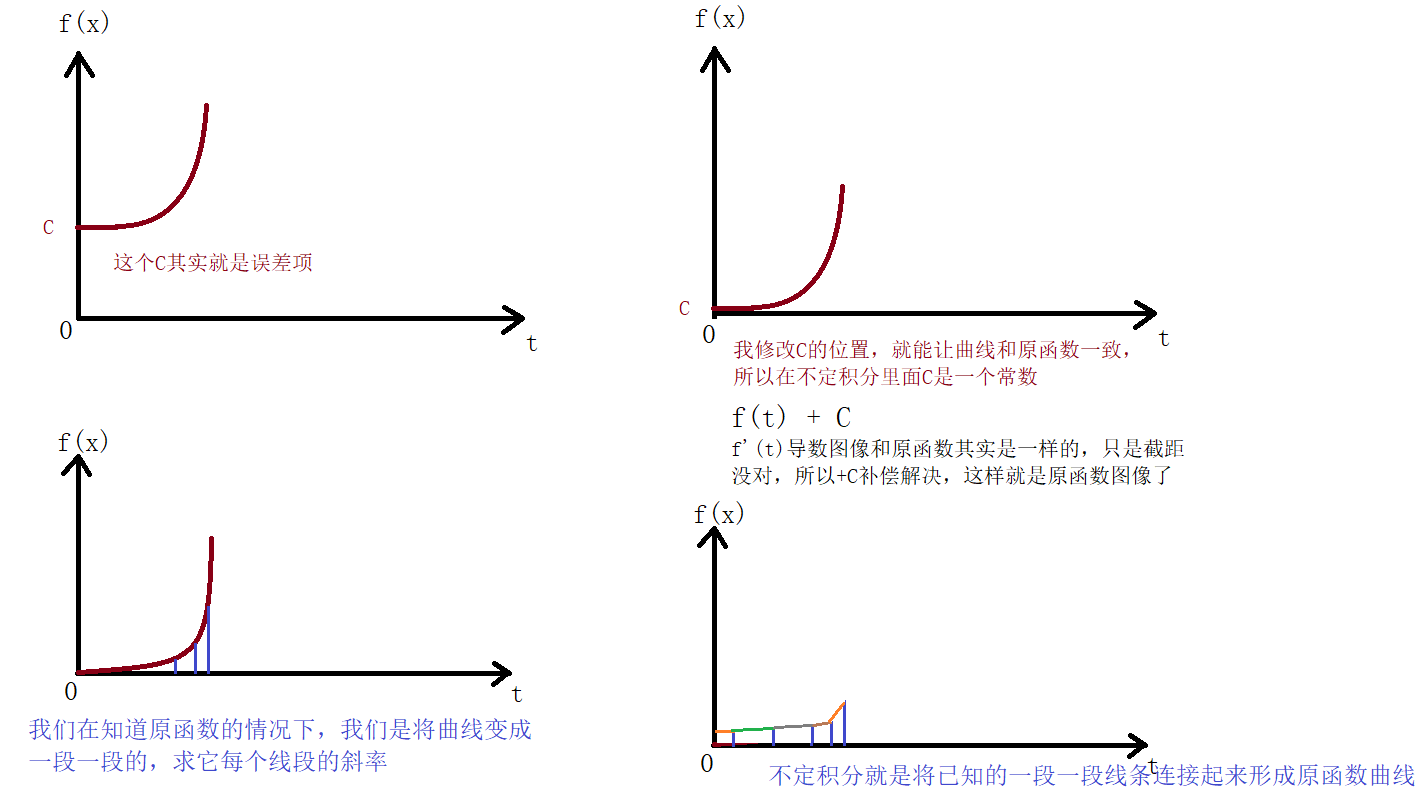 f(x)
C
这个C其实就是误差项
0
t
f(x)
C
0
t
我修改C的位置，就能让曲线和原函数一致，
所以在不定积分里面C是一个常数
f(t) + C
f'(t)导数图像和原函数其实是一样的，只是截距
没对，所以+C补偿解决，这样就是原函数图像了
f(x)
0
t
我们在知道原函数的情况下，我们是将曲线变成
一段一段的，求它每个线段的斜率
f(x)
0
t
不定积分就是将已知的一段一段线条连接起来形成原函数曲线